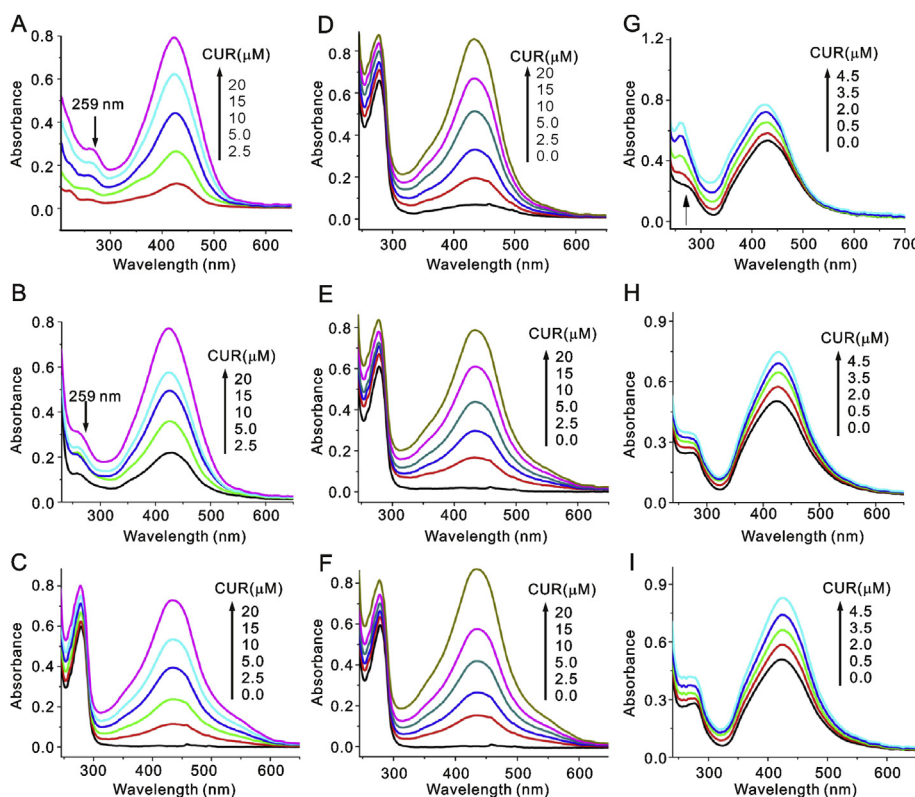 A
0.8
0.6
0.4
0.2
0.0
Absorbance
CUR(μM)
20
15
10
5.0
2.5
259 nm
300 400 500 600
Wavelength (nm)
D
0.8
0.6
0.4
0.2
0.0
Absorbance
CUR(μM)
20
15
10
5.0
2.5
0.0
300 400 500 600
Wavelength (nm)
G
1.2
0.8
0.4
0.0
Absorbance
CUR(μM)
4.5
3.5
2.0
0.5
0.0
300 400 500 600 700
Wavelength (nm)
B
0.8
0.6
0.4
0.2
0.0
Absorbance
CUR(μM)
20
15
10
5.0
2.5
259 nm
300 400 500 600
Wavelength (nm)
E
0.8
0.6
0.4
0.2
0.0
Absorbance
CUR(μM)
20
15
10
5.0
2.5
0.0
300 400 500 600
Wavelength (nm)
H
0.9
0.6
0.3
0.0
Absorbance
CUR(μM)
4.5
3.5
2.0
0.5
0.0
300 400 500 600
Wavelength (nm)
C
0.8
0.6
0.4
0.2
0.0
Absorbance
CUR(μM)
20
15
10
5.0
2.5
0.0
300 400 500 600
Wavelength (nm)
F
0.8
0.6
0.4
0.2
0.0
Absorbance
CUR(μM)
20
15
10
5.0
2.5
0.0
300 400 500 600
Wavelength (nm)
I
0.9
0.6
0.3
0.0
Absorbance
CUR(μM)
4.5
3.5
2.0
0.5
0.0
300 400 500 600
Wavelength (nm)